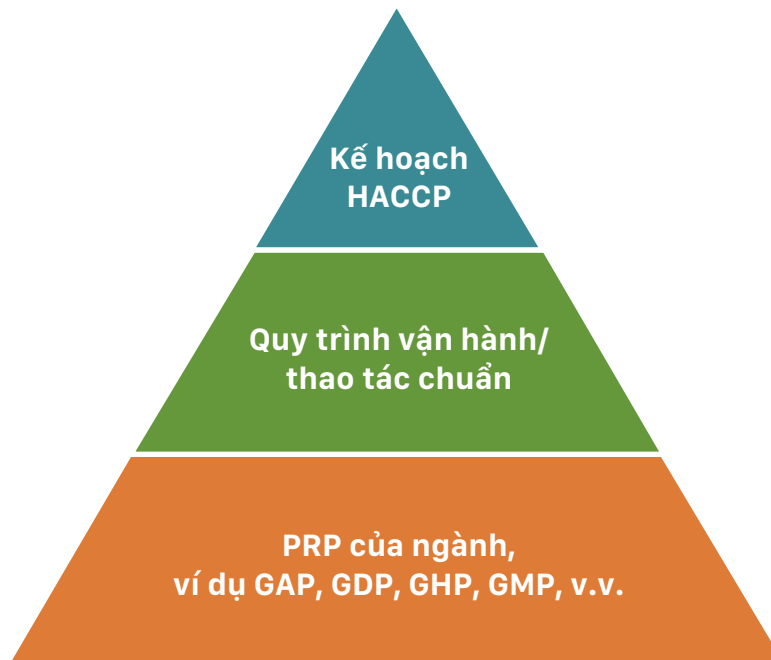 Kế hoạch
HACCP
Quy trình vận hành/
thao tác chuẩn
PRP của ngành,
ví dụ GAP, GDP, GHP, GMP, v.v.